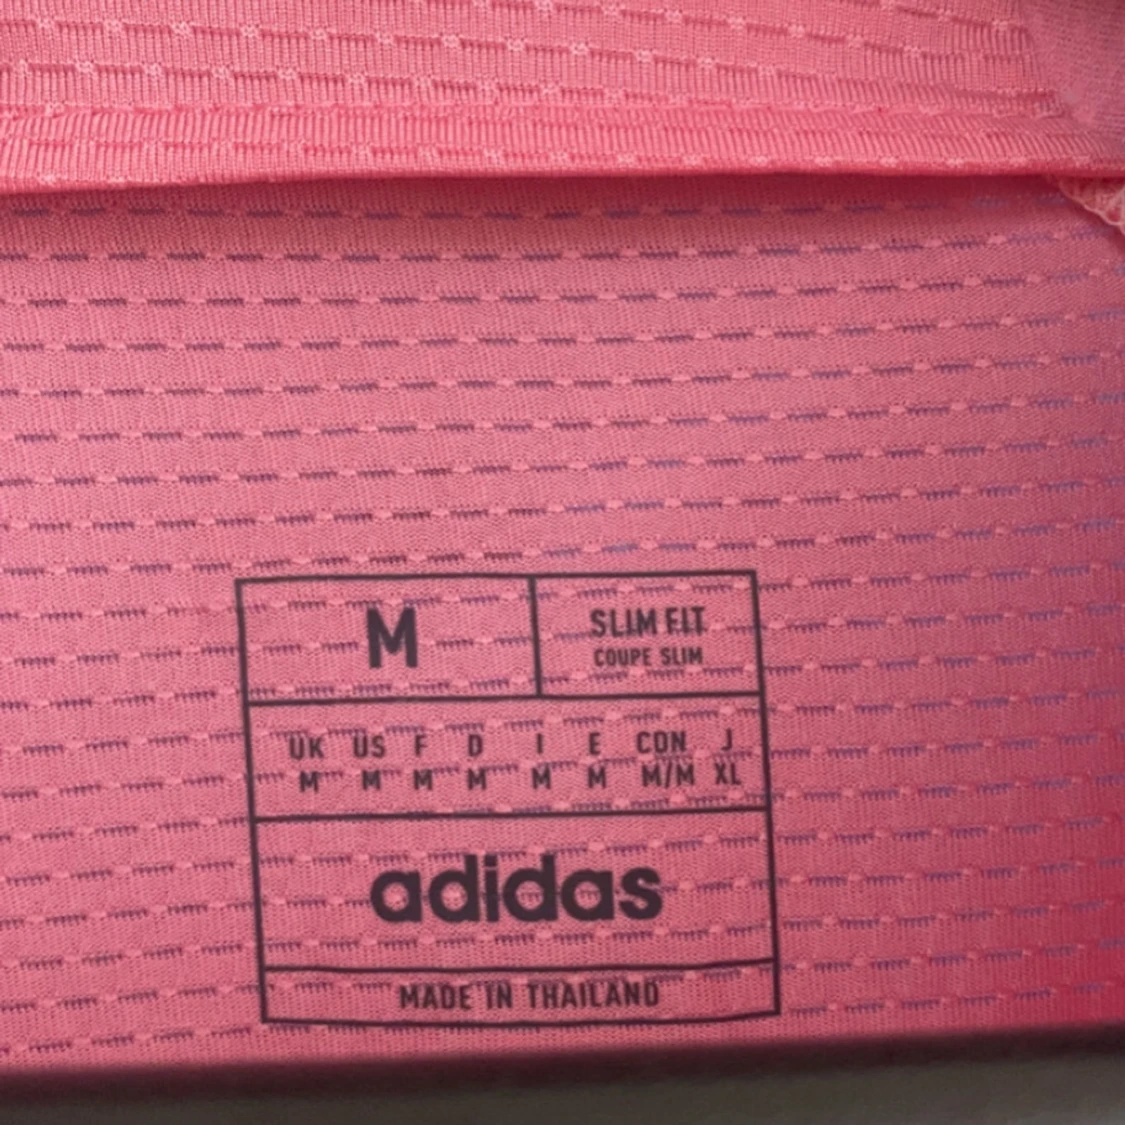 M
SLIM FIT
COUPE SLIM
UK US F D I E CON J
M M M M M M M/M XL
adidas
MADE IN THAILAND